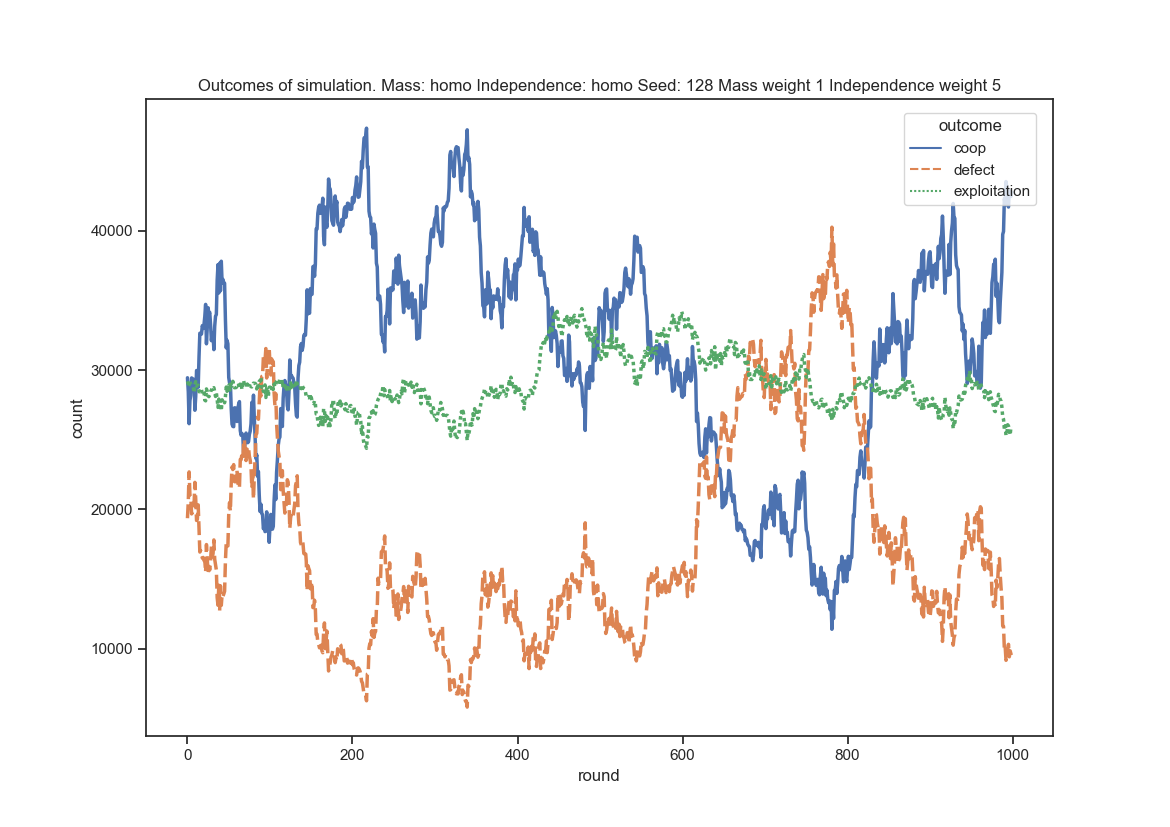 Outcomes of simulation. Mass: homo Independence: homo Seed: 128 Mass weight 1 Independence weight 5
outcome
coop
defect
exploitation
40000
30000
20000
10000
count
0 200 400 600 800 1000
round